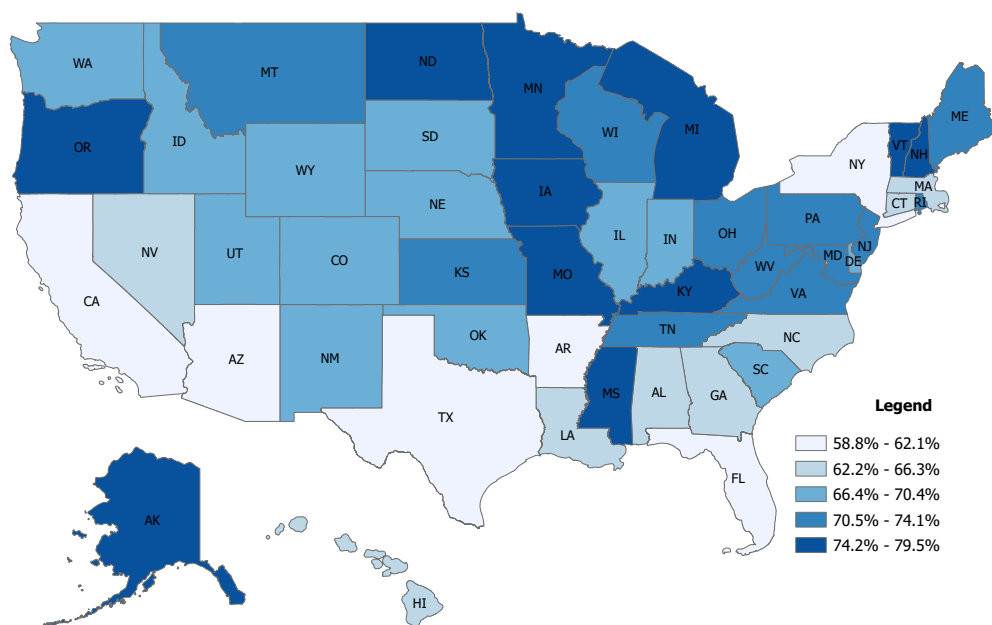 WA
MT
ND
MN
ME
OR
ID
SD
WI
MI
VT
NH
NY
WY
MA
IA
NE
CT
RI
PA
OH
IL
IN
NJ
NV
UT
CO
MD
DE
WV
KS
CA
MO
KY
VA
TN
OK
NC
AR
AZ
NM
SC
MS
AL
GA
TX
LA
FL
AK
HI
Legend
58.8% - 62.1%
62.2% - 66.3%
66.4% - 70.4%
70.5% - 74.1%
74.2% - 79.5%